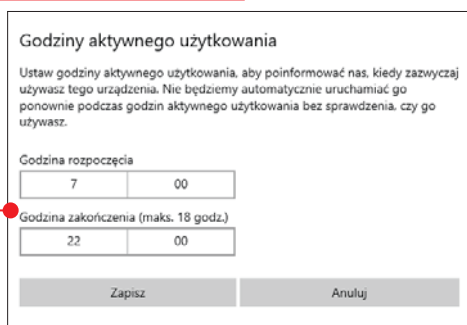 Godziny aktywnego użytkowania
Ustaw godziny aktywnego użytkowania, aby poinformować nas, kiedy zazwyczaj
używasz tego urządzenia. Nie będziemy automatycznie uruchamiać go
ponownie podczas godzin aktywnego użytkowania bez sprawdzenia, czy go
używasz.
Godzina rozpoczęcia
7 00
Godzina zakończenia (maks. 18 godz.)
22 00
Zapisz Anuluj